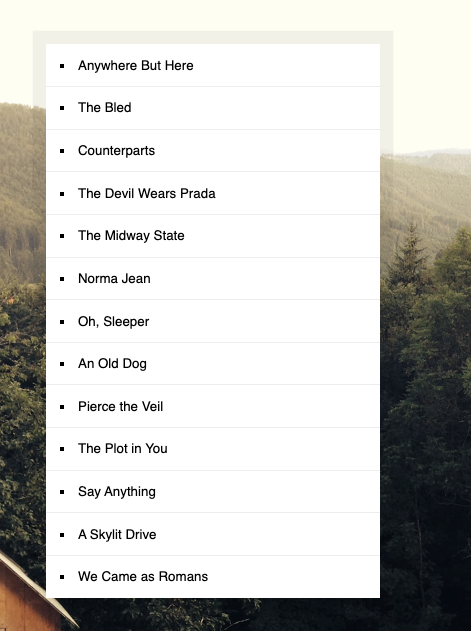 Anywhere But Here
The Bled
Counterparts
The Devil Wears Prada
The Midway State
Norma Jean
Oh, Sleeper
An Old Dog
Pierce the Veil
The Plot in You
Say Anything
A Skylit Drive
We Came as Romans